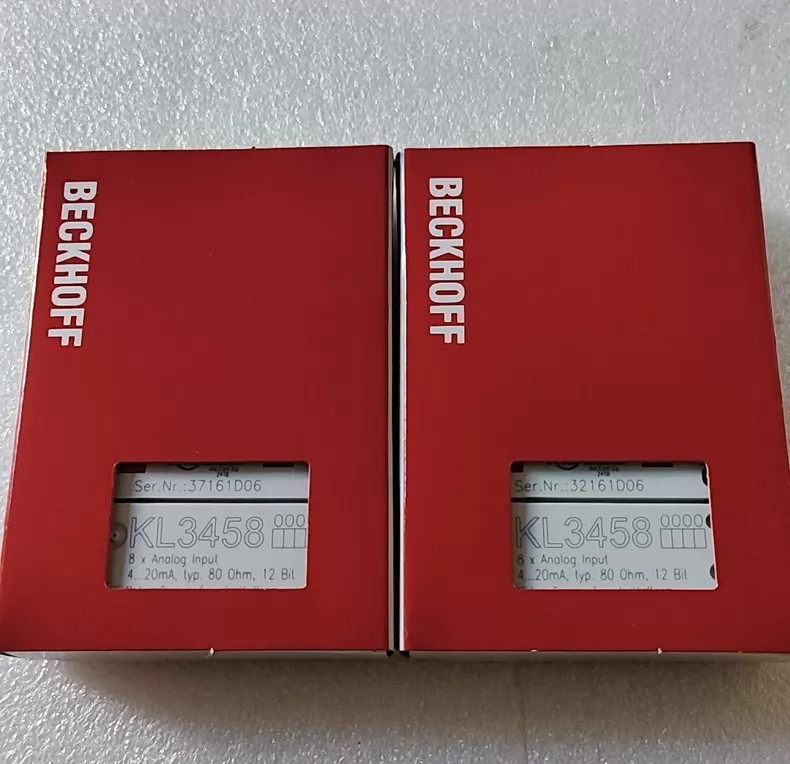 BECKHOFF
Ser.Nr.:37161D06
KL3458 000
8 x Analog Input
4...20mA, typ. 80 Ohm, 12 Bit
BECKHOFF
Ser.Nr.:32161D06
KL3458 0000
8 x Analog Input
4...20mA, typ. 80 Ohm, 12 Bit